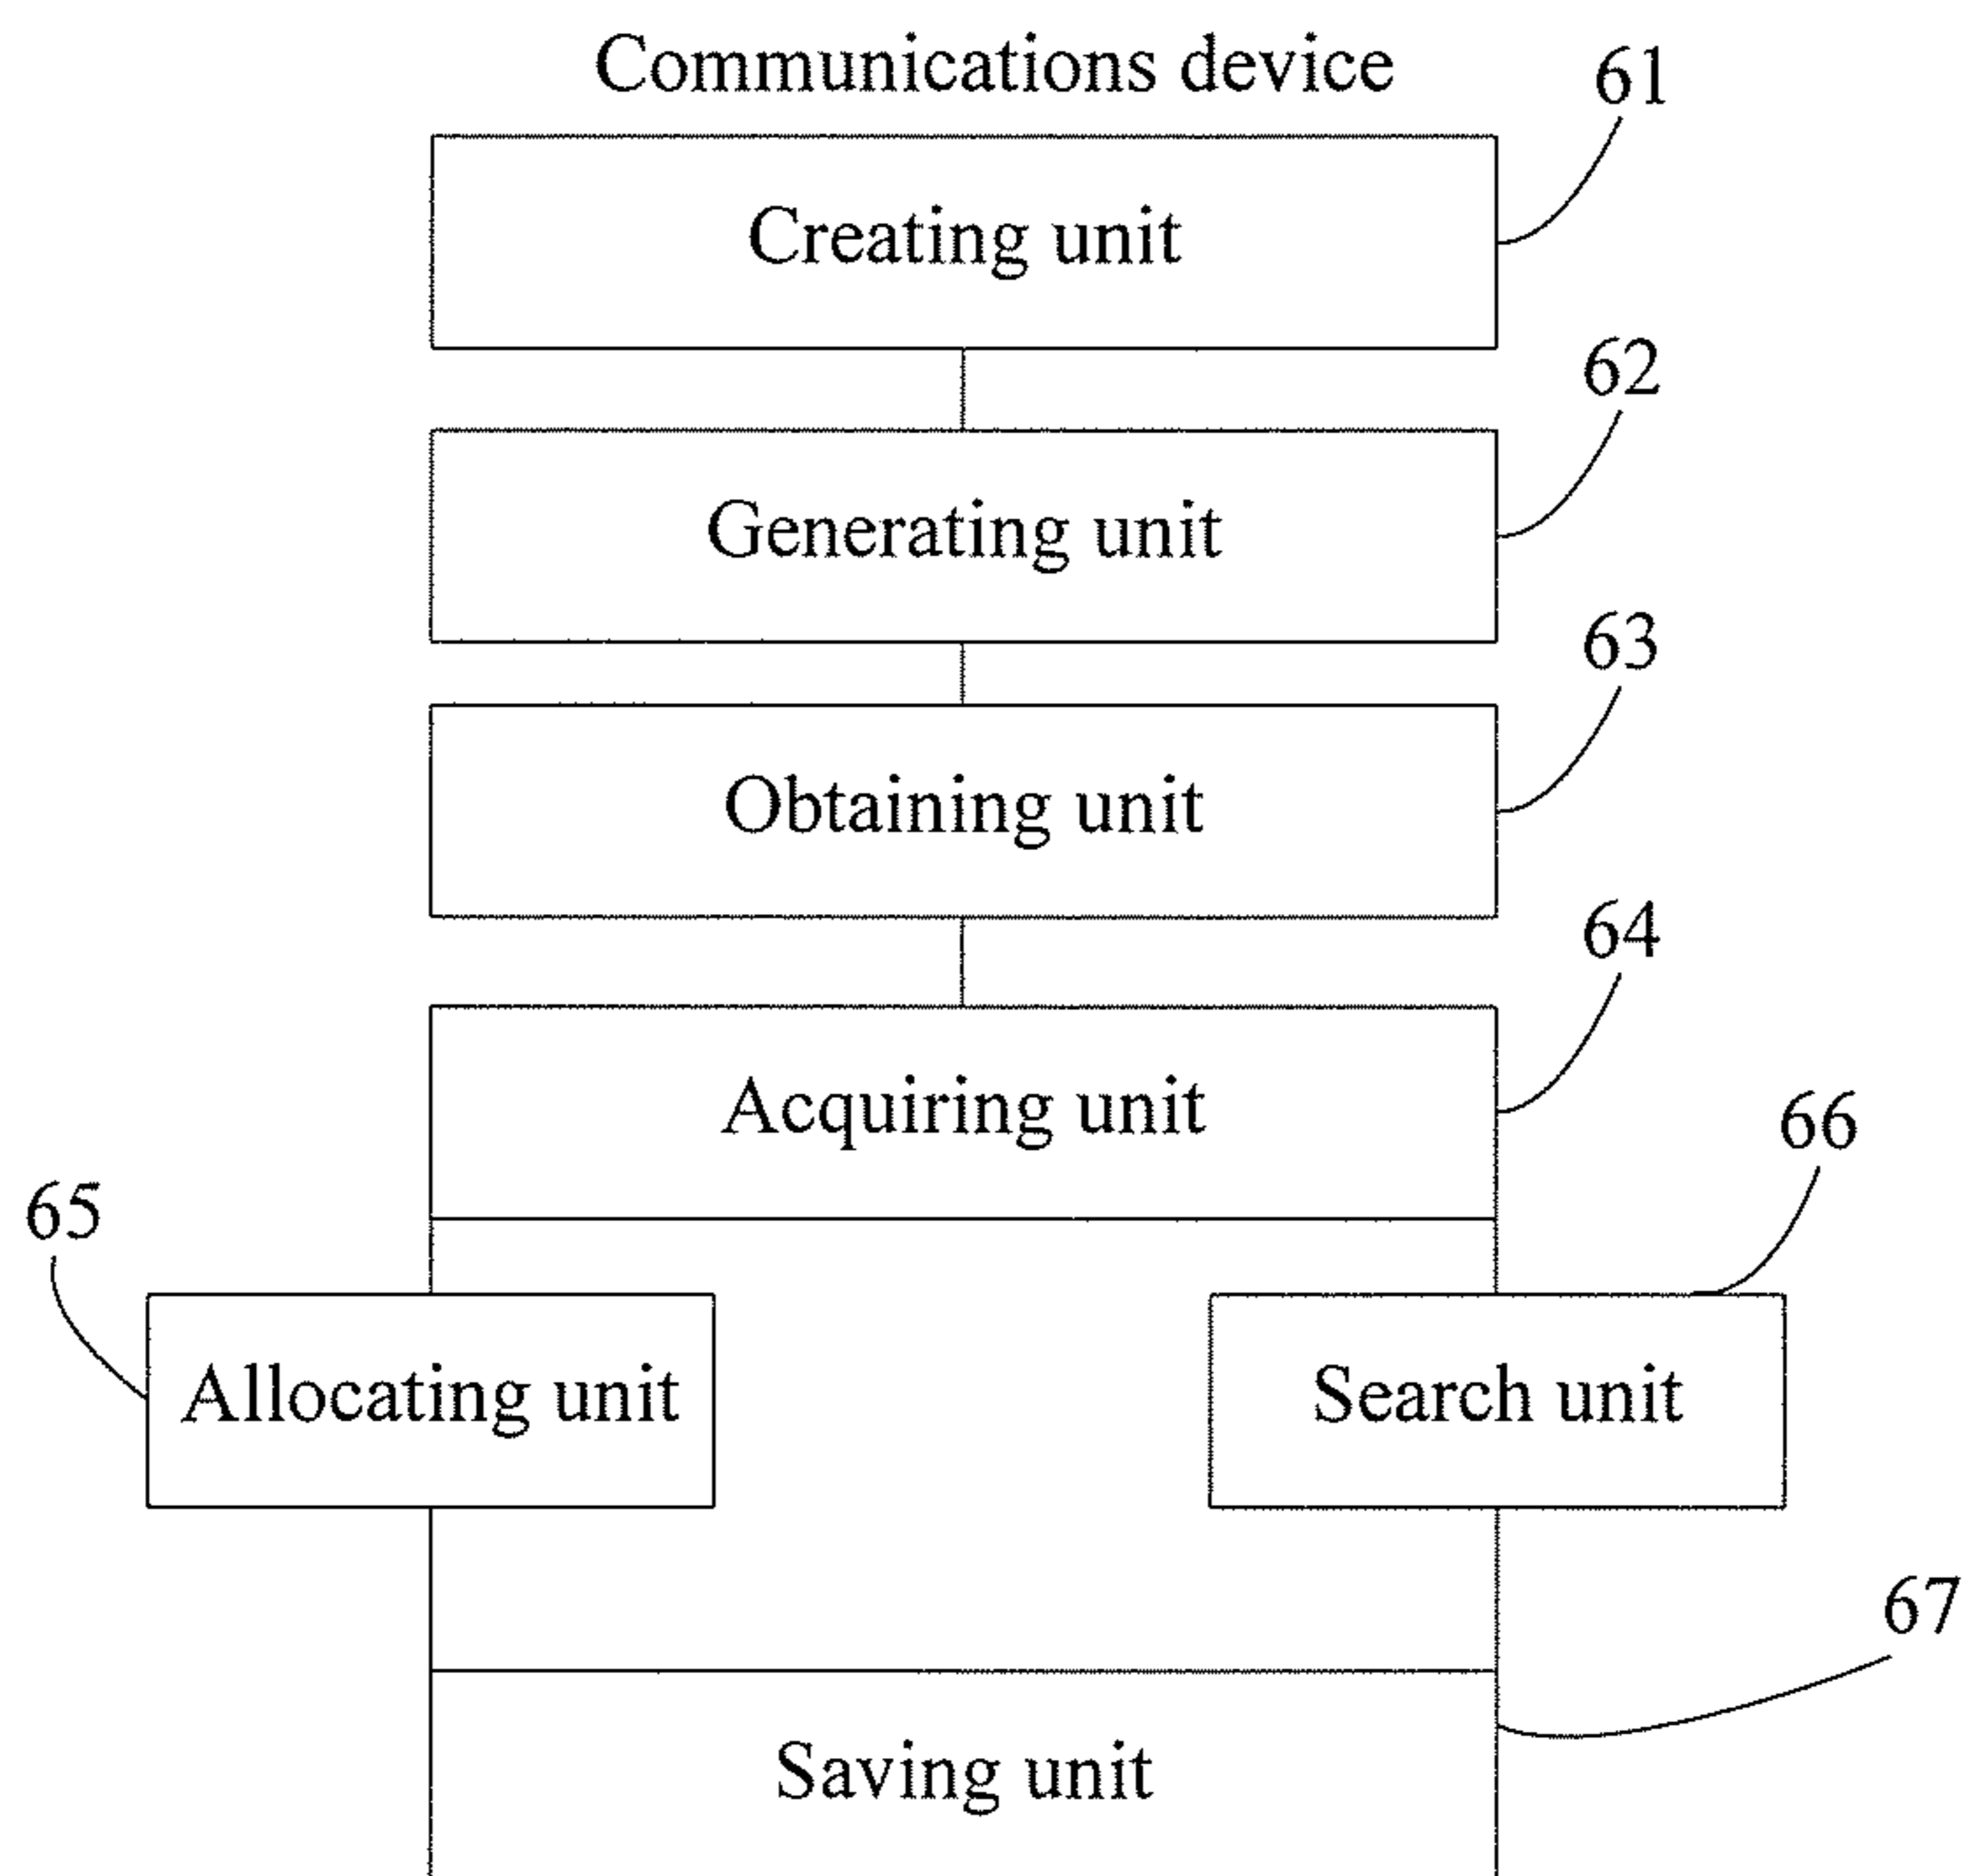 Communications device
61
Creating unit
62
Generating unit
63
Obtaining unit
64
Acquiring unit
66
65
Allocating unit
Search unit
67
Saving unit